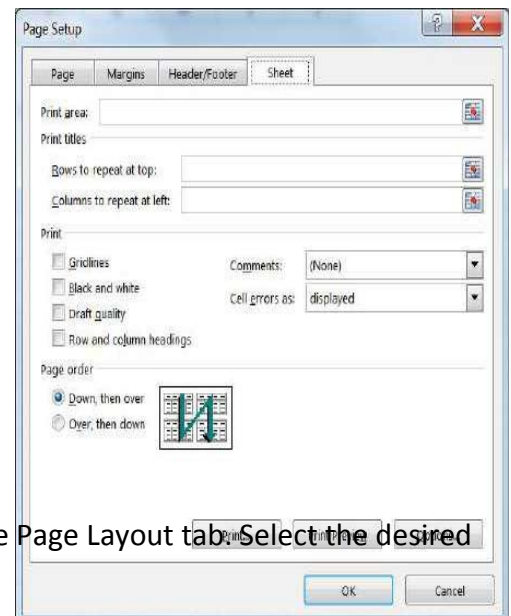 Page Setup
Page Margins Header/Footer Sheet
Print area:
Print titles
Rows to repeat at top:
Columns to repeat at left:
Print
Gridlines Comments: (None)
Black and white Cell errors as: displayed
Draft quality
Row and column headings
Page order
Down, then over
Over, then down
e Page Layout tab. Select the desired
OK Cancel